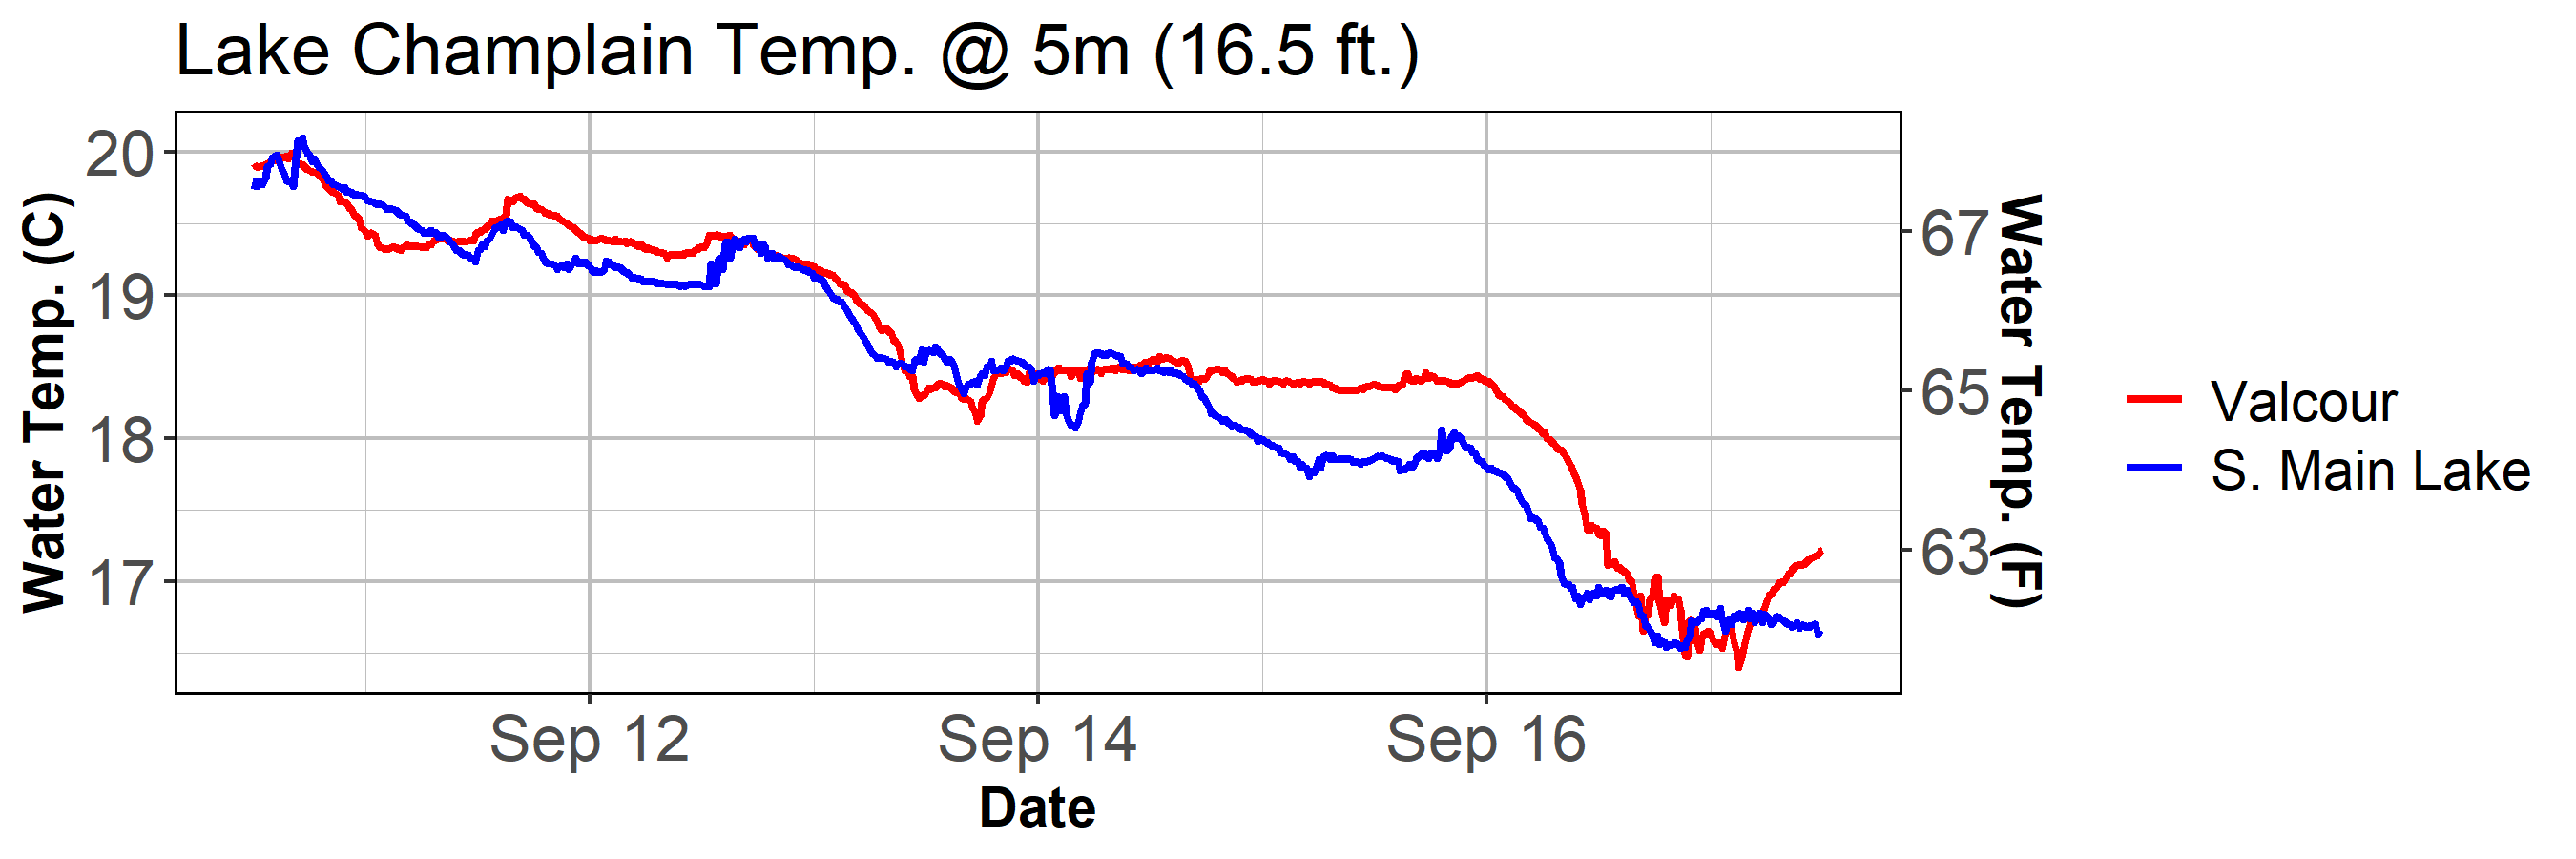 Lake Champlain Temp. @ 5m (16.5 ft.)
Water Temp. (C)
20
19
18
17
67
65
63
Water Temp. (F)
Sep 12
Sep 14
Sep 16
Date
Valcour
S. Main Lake